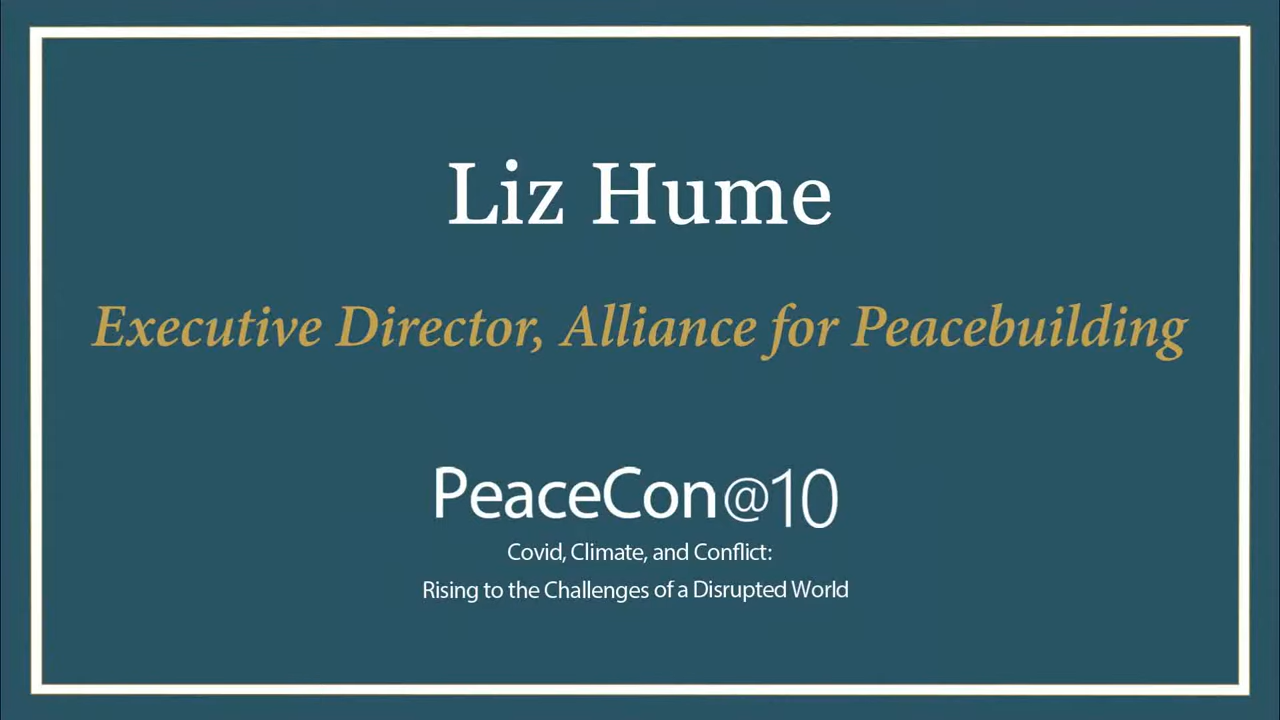 Liz Hume
Executive Director, Alliance for Peacebuilding
PeaceCon@10
Covid, Climate, and Conflict:
Rising to the Challenges of a Disrupted World